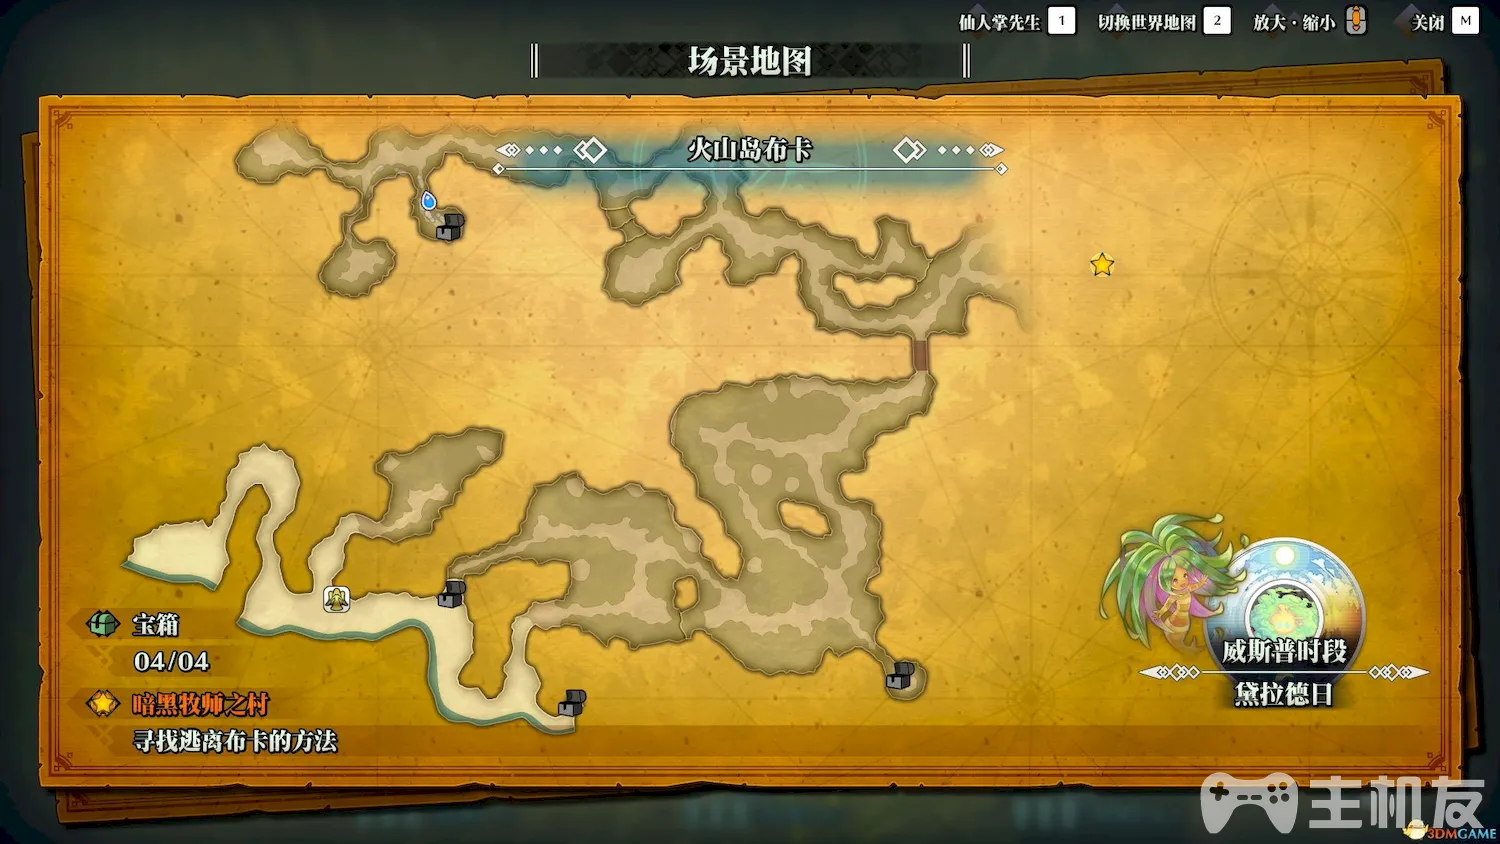 仙人掌先生 1 切换世界地图 2 放大·缩小 关闭 M
场景地图
火山岛布卡
宝箱
04/04
暗黑牧师之村
寻找逃离布卡的方法
威斯普时段
黛拉德日
主机友
3DMGAME